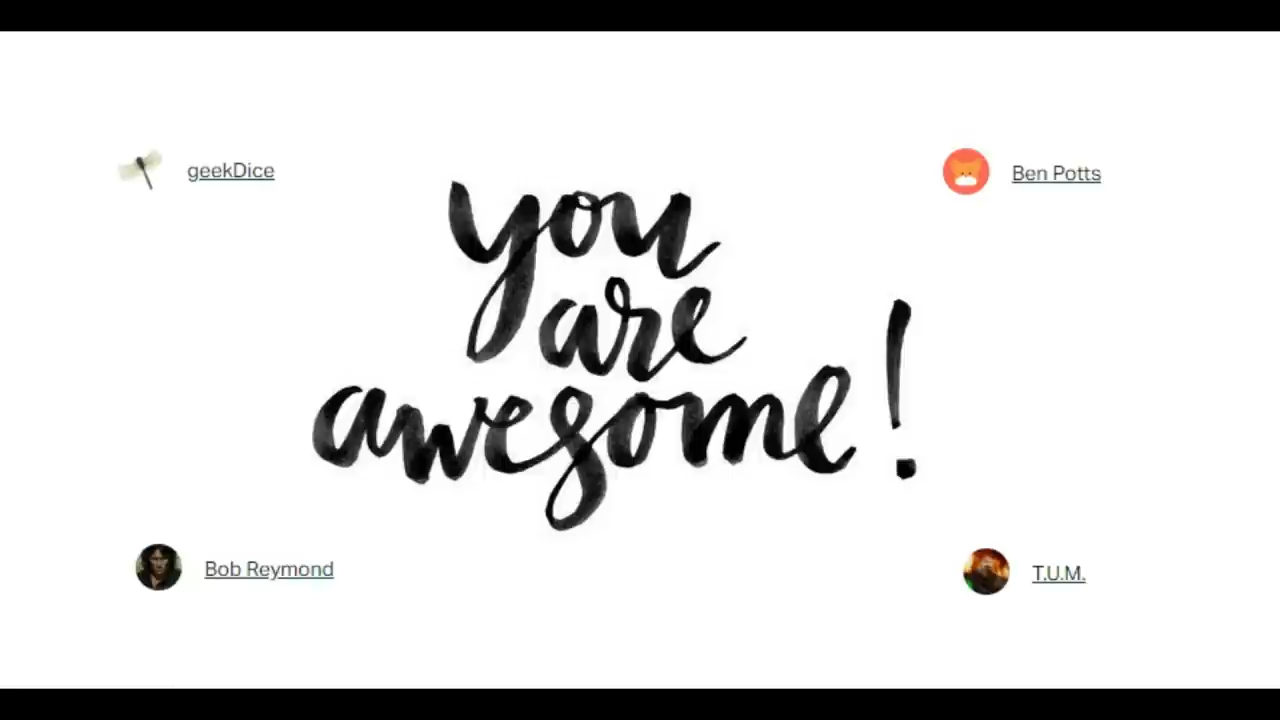 geekDice
Ben Potts
you
are
awesome!
Bob Reymond
T.U.M.